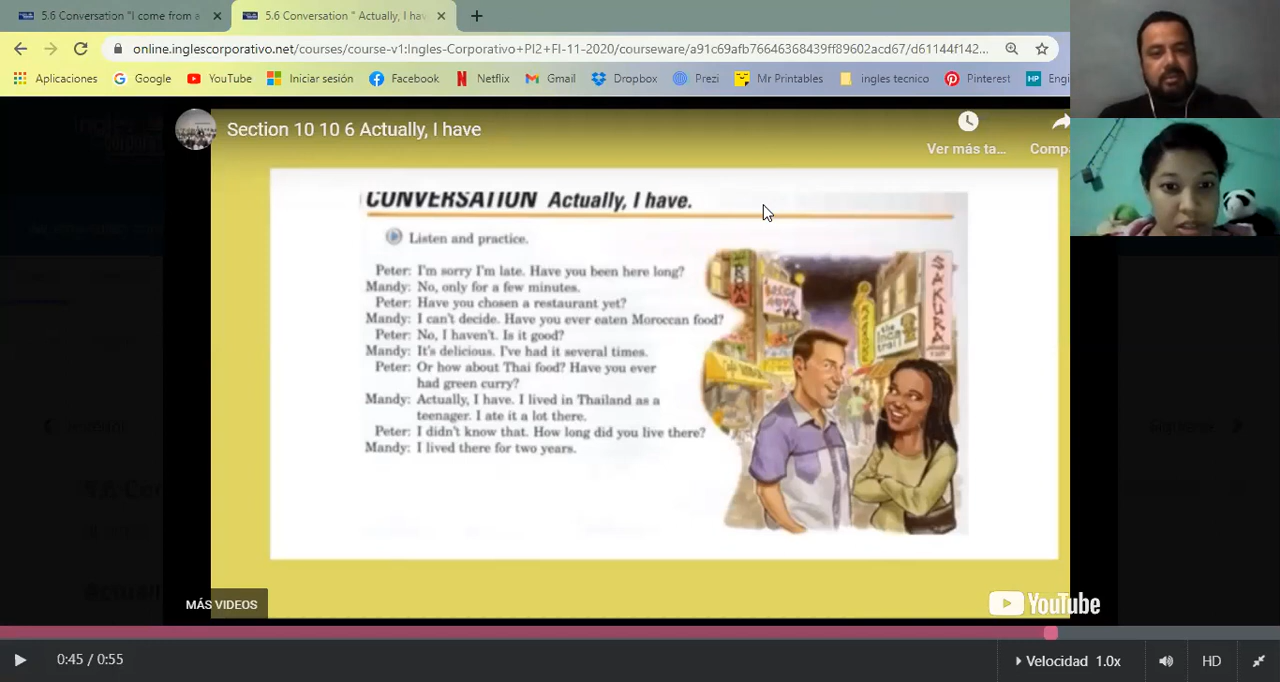 5.6 Conversation "I come from a
5.6 Conversation " Actually, I hav
online.inglescorporativo.net/courses/course-v1:Ingles-Corporativo+PI2+FI-11-2020/courseware/a91c69afb76646368439ff89602acd67/d61144f142...
Aplicaciones Google YouTube Iniciar sesión Facebook Netflix Gmail Dropbox Prezi Mr Printables ingles tecnico Pinterest HP Engl
Section 10 10 6 Actually, I have
Ver más ta...
Compa
CONVERSATION Actually, I have.
Listen and practice.
Peter: I'm sorry I'm late. Have you been here long?
Mandy: No, only for a few minutes.
Peter: Have you chosen a restaurant yet?
Mandy: I can't decide. Have you ever eaten Moroccan food?
Peter: No, I haven't. Is it good?
Mandy: It's delicious. I've had it several times.
Peter: Or how about Thai food? Have you ever
had green curry?
Mandy: Actually, I have. I lived in Thailand as a
teenager. I ate it a lot there.
Peter: I didn't know that. How long did you live there?
Mandy: I lived there for two years.
ROMA
the Inca trail
SAKURA
MÁS VIDEOS
YouTube
0:45 / 0:55
Velocidad 1.0x
HD